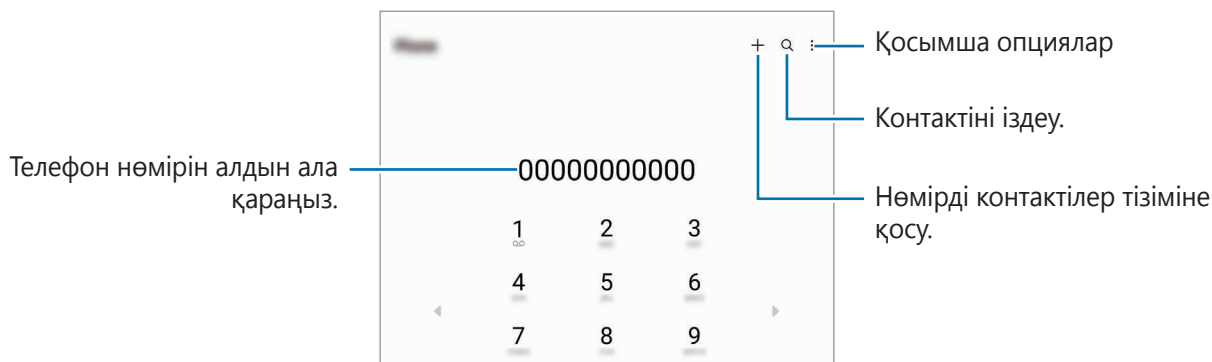 Қосымша опциялар
Контактіні іздеу.
Телефон нөмірін алдын ала
қараңыз.
00000000000
Нөмірді контактілер тізіміне
қосу.
1 2 3
4 5 6
7 8 9